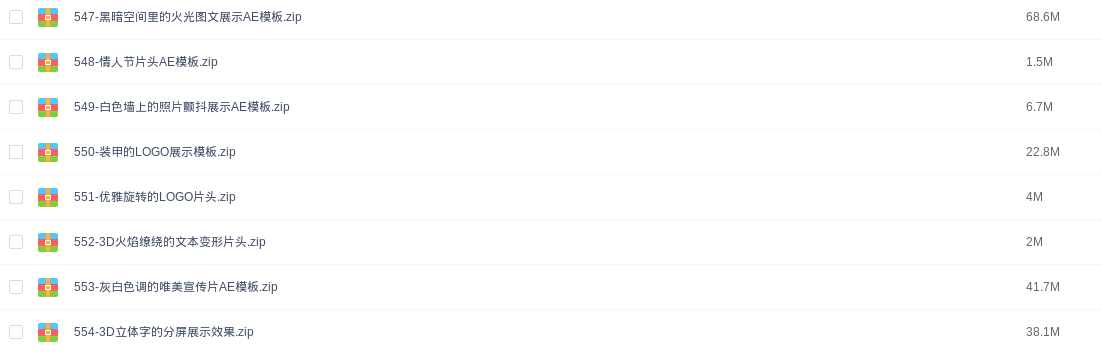 547-黑暗空间里的火光图文展示AE模板.zip 68.6M
548-情人节片头AE模板.zip 1.5M
549-白色墙上的照片颤抖展示AE模板.zip 6.7M
550-装甲的LOGO展示模板.zip 22.8M
551-优雅旋转的LOGO片头.zip 4M
552-3D火焰缭绕的文本变形片头.zip 2M
553-灰白色调的唯美宣传片AE模板.zip 41.7M
554-3D立体字的分屏展示效果.zip 38.1M